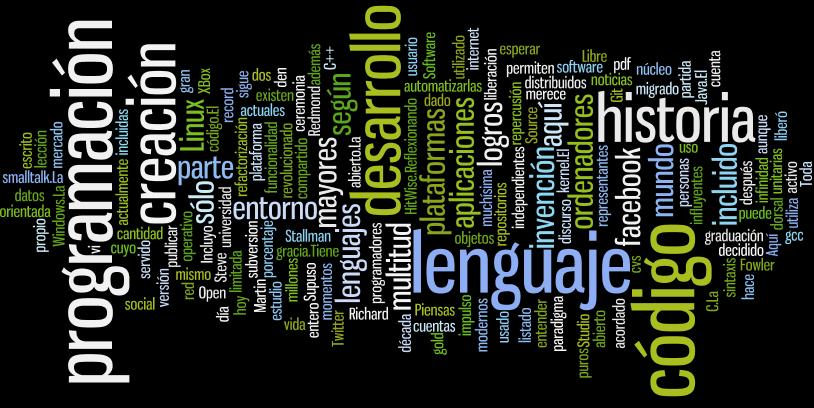 programación
creación
desarrollo
lenguaje
historia
código
escrito
lección
mercado
smalltalk.La
datos
orientada
propio
Windows.La
vi
actualmente
incluidas
cantidad
cuyo
social
servido
versión
publicar
Linux
código.El
XBox
gran
record
sigue
actuales
dos
existen
den
ceremonia
Redmond
además
C++
según
parte
sólo
entorno
plataforma
refactorización
funcionalidad
revolucionado
compartido
abierto.La
mayores
operativo
Incluyo
Steve
universidad
mismo
red
Open
día
hoy
limitada
subversion
Martin
estudio
porcentaje
millones
Stallman
gracia.Tiene
vida
entero
Supuso
momentos
Twitter
lenguajes
programadores
Richard
multitud
década
usuario
Software
automatizarlas
HitWise.Reflexionando
dado
utilizado
internet
plataformas
aplicaciones
logros
liberación
esperar
permiten
software
Libre
distribuidos
merece
repercusión
Source
aquí
invención
independientes
muchísima
repositorios
objetos
discurso
kernel.El
ordenadores
representantes
noticias
Git
pdf
núcleo
migrado
partida
Java.El
cuenta
facebook
mundo
uso
personas
influyentes
incluido
después
puede
infinidad
aunque
dorsal
unitarias
activo
utiliza
liberó
Toda
graduación
decidido
Aquí
gcc
hace
Fowler
sintaxis
C.La
cvs
acordado
abierto
Studio
puros
paradigma
entender
listado
usado
modernos
impulso
gold
cuentas
Piensas